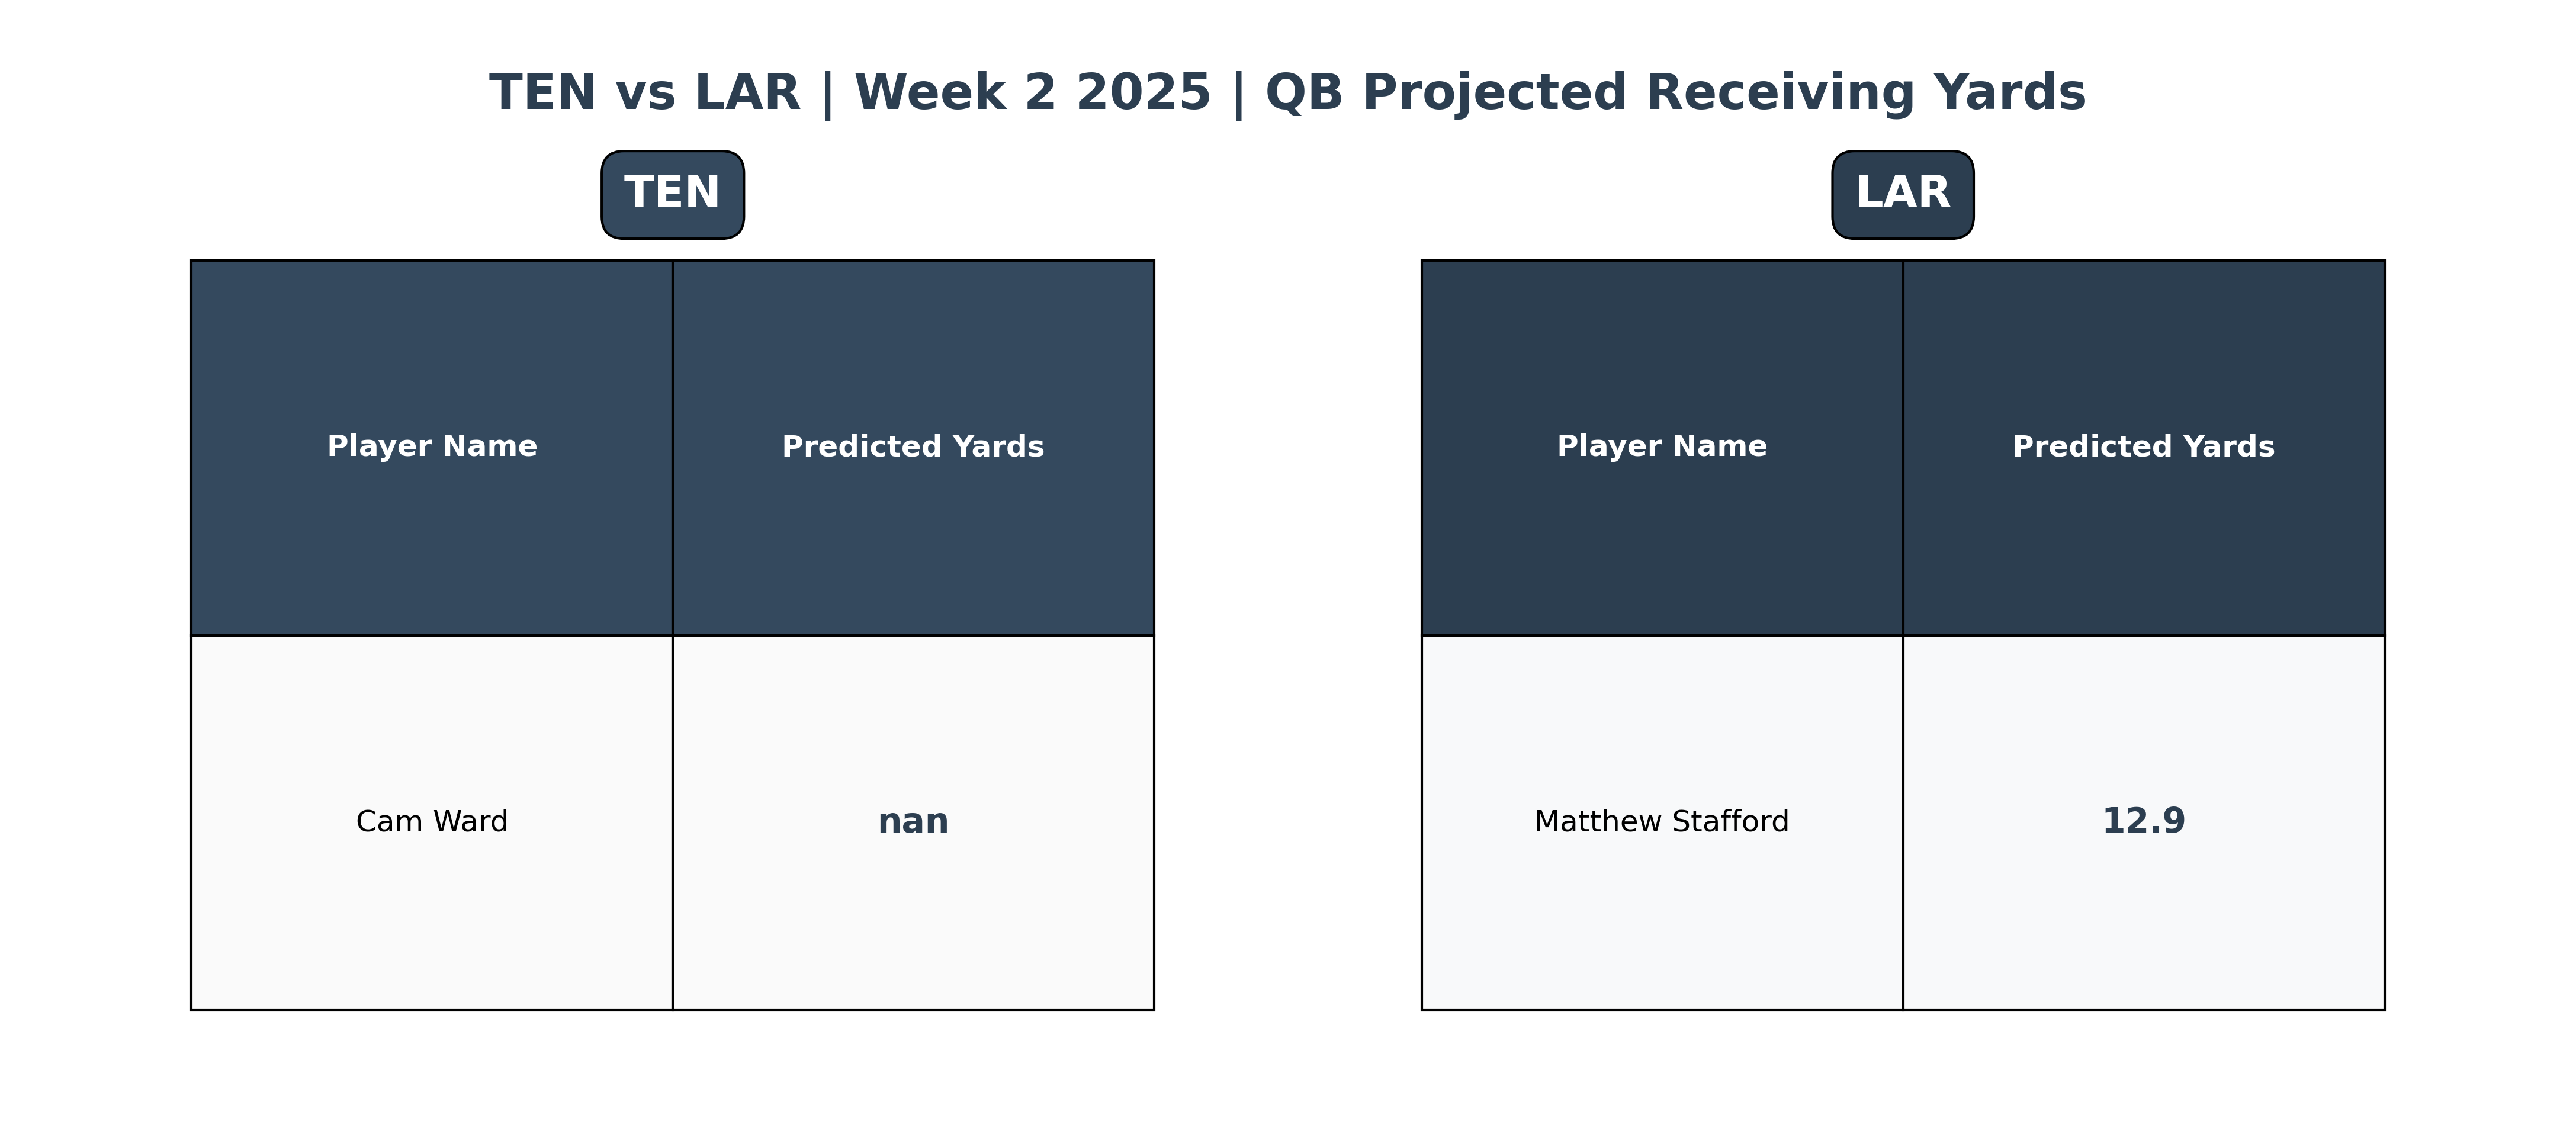 TEN vs LAR | Week 2 2025 | QB Projected Receiving Yards
TEN
Player Name Predicted Yards
Cam Ward nan
LAR
Player Name Predicted Yards
Matthew Stafford 12.9